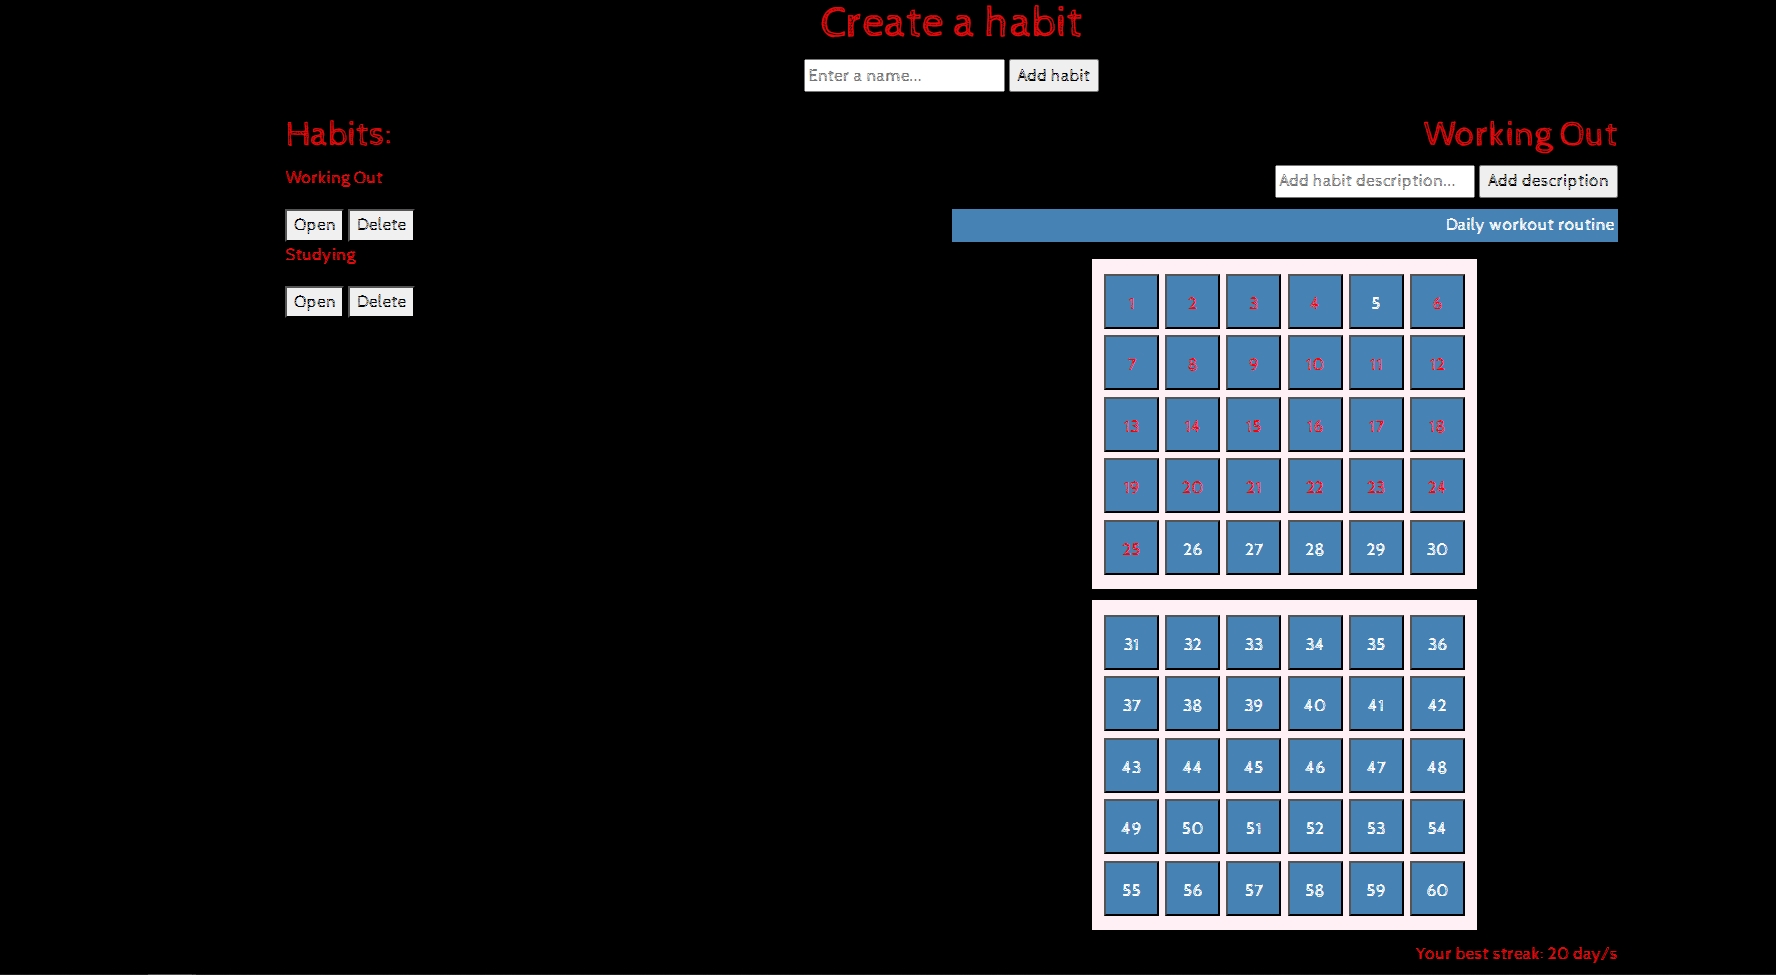 Create a habit
Enter a name... Add habit
Habits:
Working Out
Open Delete
Studying
Open Delete
Working Out
Add habit description... Add description
Daily workout routine
1 2 3 4 5 6
7 8 9 10 11 12
13 14 15 16 17 18
19 20 21 22 23 24
25 26 27 28 29 30
31 32 33 34 35 36
37 38 39 40 41 42
43 44 45 46 47 48
49 50 51 52 53 54
55 56 57 58 59 60
Your best streak: 20 day/s